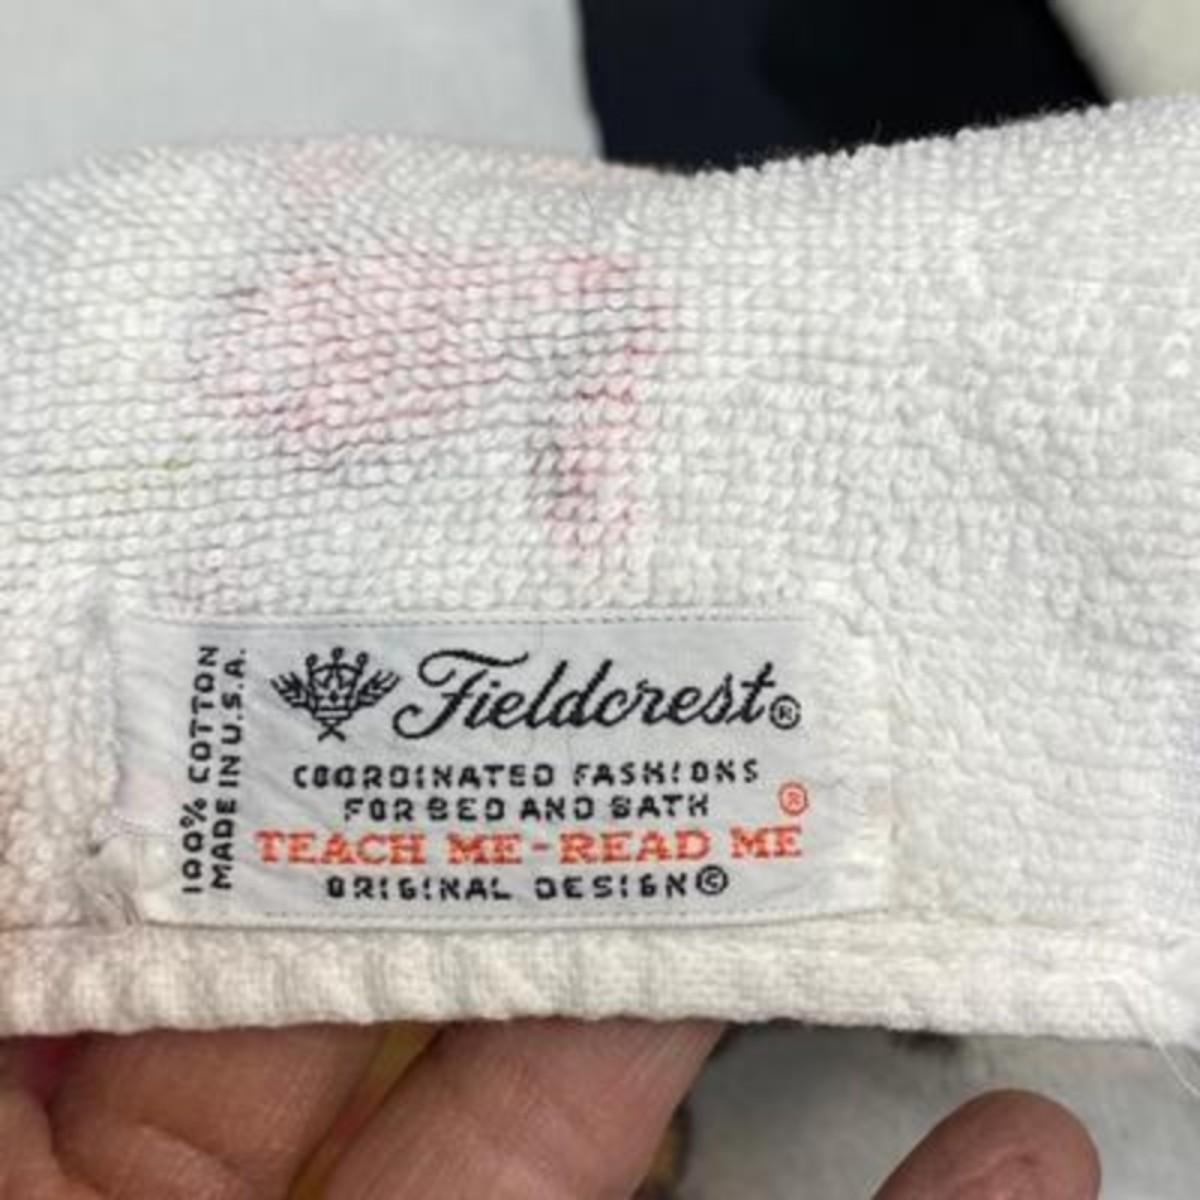 100% COTTON
MADE IN U.S.A.
Fieldcrest®
COORDINATED FASHIONS
FOR BED AND BATH
TEACH ME-READ ME®
ORIGINAL DESIGN©